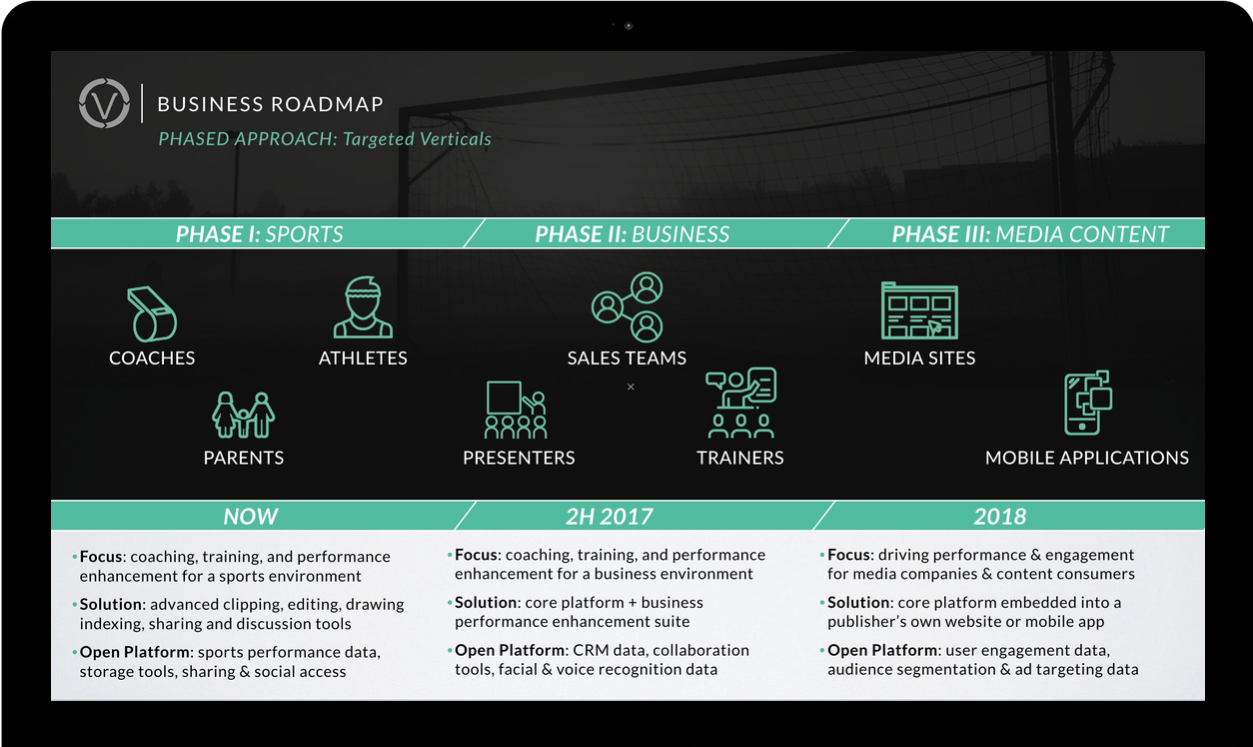 V
BUSINESS ROADMAP
PHASED APPROACH: Targeted Verticals
PHASE I: SPORTS
PHASE II: BUSINESS
PHASE III: MEDIA CONTENT
COACHES
ATHLETES
SALES TEAMS
MEDIA SITES
PARENTS
PRESENTERS
TRAINERS
MOBILE APPLICATIONS
NOW
2H 2017
2018
•Focus: coaching, training, and performance
enhancement for a sports environment
•Solution: advanced clipping, editing, drawing
indexing, sharing and discussion tools
•Open Platform: sports performance data,
storage tools, sharing & social access
•Focus: coaching, training, and performance
enhancement for a business environment
•Solution: core platform + business
performance enhancement suite
•Open Platform: CRM data, collaboration
tools, facial & voice recognition data
•Focus: driving performance & engagement
for media companies & content consumers
•Solution: core platform embedded into a
publisher's own website or mobile app
•Open Platform: user engagement data,
audience segmentation & ad targeting data